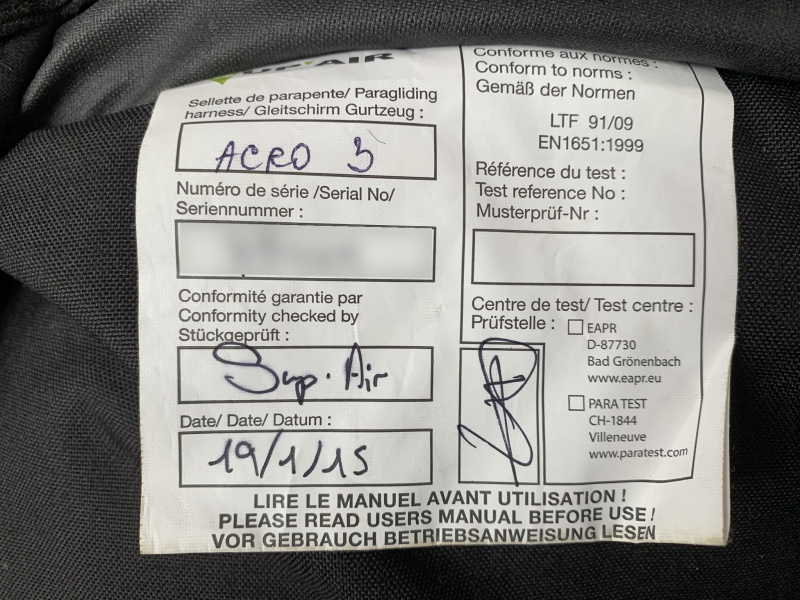 UP'AIR
Sellette de parapente/ Paragliding
harness/ Gleitschirm Gurtzeug :
ACRO 3
Numéro de série /Serial No/
Seriennummer :
Conformité garantie par
Conformity checked by
Stückgeprüft :
Sup. Air
Date/ Date/ Datum :
19/1/15
Conforme aux normes :
Conform to norms :
Gemäß der Normen
LTF 91/09
EN1651:1999
Référence du test :
Test reference No :
Musterprüf-Nr :
Centre de test/ Test centre :
Prüfstelle :
EAPR
D-87730
Bad Grönenbach
www.eapr.eu
PARA TEST
CH-1844
Villeneuve
www.paratest.com
LIRE LE MANUEL AVANT UTILISATION !
PLEASE READ USERS MANUAL BEFORE USE !
VOR GEBRAUCH BETRIEBSANWEISUNG LESEN